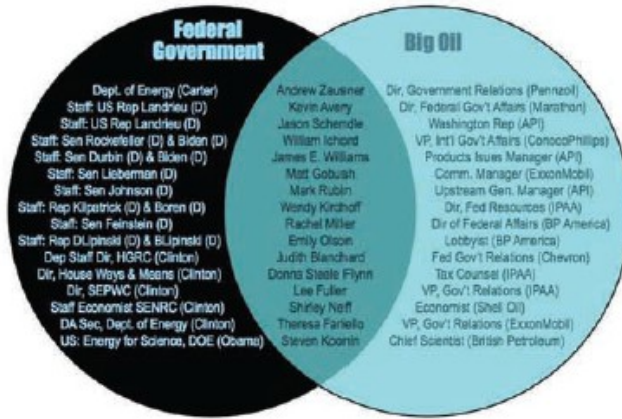 Federal
Government
Big Oil
Dept. of Energy (Carter) Andrew Zausner Dir, Government Relations (Pennzoil)
Staff: US Rep Landrieu (D) Kevin Avery Dir, Federal Gov't Affairs (Marathon)
Staff: US Rep Landrieu (D) Jason Schendle Washington Rep (API)
Staff: Sen Rockefeller (D) & Biden (D) William Ichord VP, Int'l Gov't Affairs (ConocoPhillips)
Staff: Sen Durbin (D) & Biden (D) James E. Williams Products Isues Manager (API)
Staff: Sen Lieberman (D) Matt Gobush Comm. Manager (ExxonMobil)
Staff: Sen Johnson (D) Mark Rubin Upstream Gen. Manager (API)
Staff: Rep Kilpatrick (D) & Boren (D) Wendy Kirchoff Dir, Fed Resources (IPAA)
Staff: Sen Feinstein (D) Rachel Miller Dir of Federal Affairs (BP America)
Staff: Rep DLipinski (D) & BLipinski (D) Emily Olson Lobbyist (BP America)
Dep Staff Dir, HGRC (Clinton) Judith Blanchard Fed Gov't Relations (Chevron)
Dir, House Ways & Means (Clinton) Donna Steele Flynn Tax Counsel (IPAA)
Dir, SEPWC (Clinton) Lee Fuller VP, Gov't Relations (IPAA)
Staff Economist SENRC (Clinton) Shirley Neff Economist (Shell Oil)
DA Sec, Dept. of Energy (Clinton) Theresa Fariello VP, Gov't Relations (ExxonMobil)
US: Energy for Science, DOE (Obama) Steven Koonin Chief Scientist (British Petroleum)